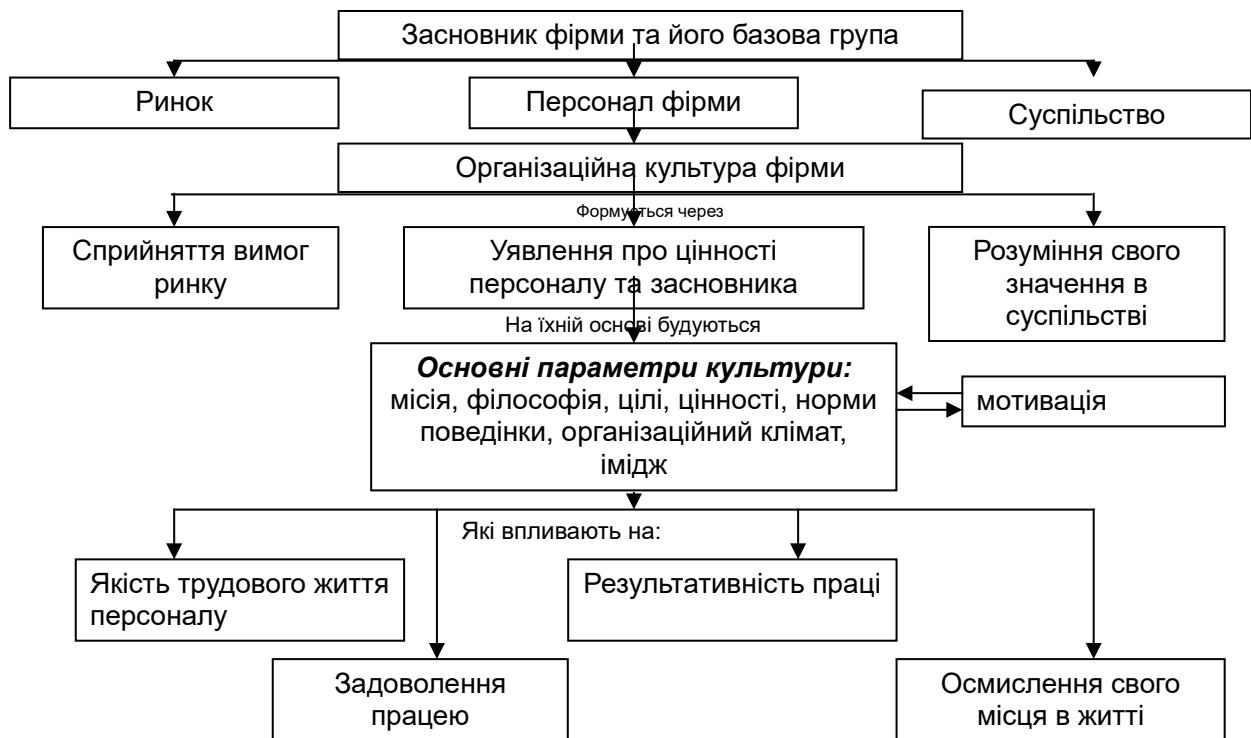 Засновник фірми та його базова група
Ринок
Персонал фірми
Суспільство
Організаційна культура фірми
Формується через
Сприйняття вимог
ринку
Уявлення про цінності
персоналу та засновника
Розуміння свого
значення в
суспільстві
На їхній основі будуються
Основні параметри культури:
місія, філософія, цілі, цінності, норми
поведінки, організаційний клімат,
імідж
мотивація
Які впливають на:
Якість трудового життя
персоналу
Результативність праці
Задоволення
працею
Осмислення свого
місця в житті